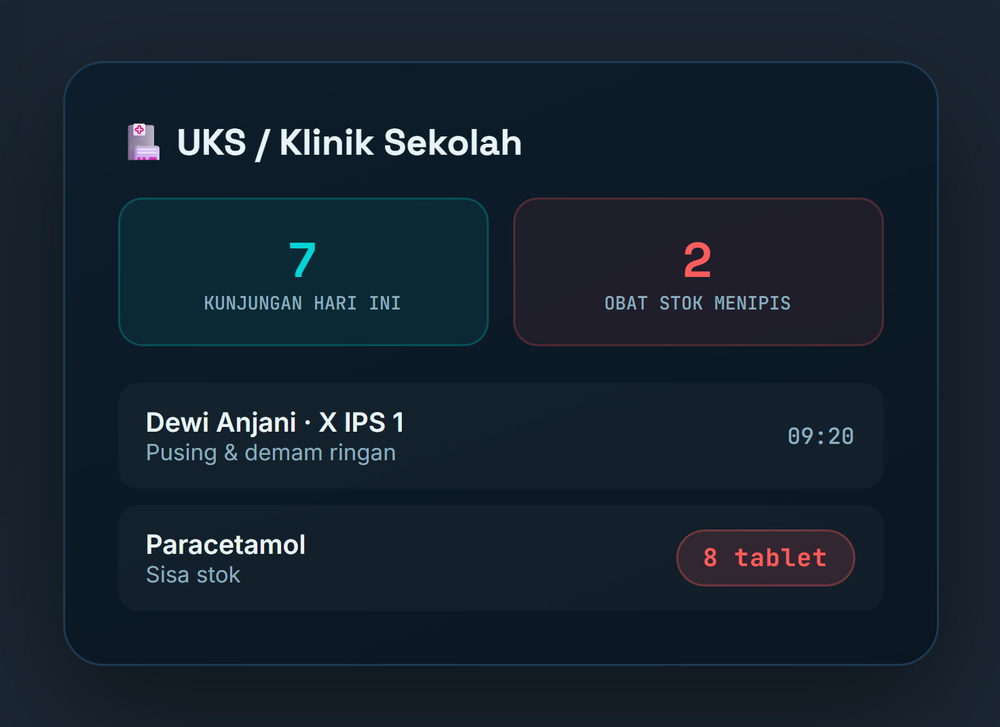 UKS / Klinik Sekolah
7
KUNJUNGAN HARI INI
2
OBAT STOK MENIPIS
Dewi Anjani · X IPS 1
Pusing & demam ringan
09:20
Paracetamol
Sisa stok
8 tablet